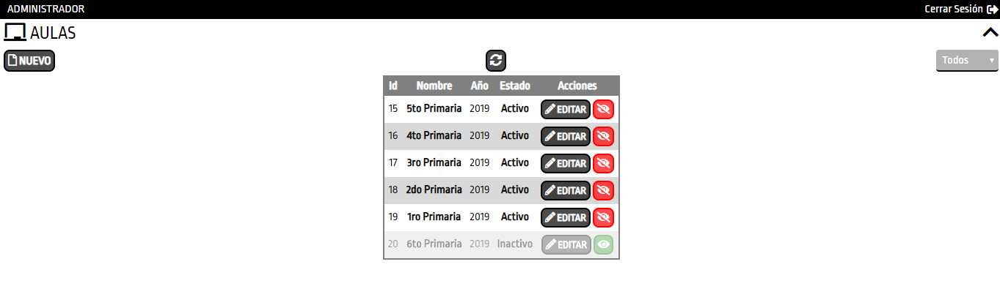 ADMINISTRADOR Cerrar Sesión
AULAS
NUEVO Todos
Id Nombre Año Estado Acciones
15 5to Primaria 2019 Activo EDITAR
16 4to Primaria 2019 Activo EDITAR
17 3ro Primaria 2019 Activo EDITAR
18 2do Primaria 2019 Activo EDITAR
19 1ro Primaria 2019 Activo EDITAR
20 6to Primaria 2019 Inactivo EDITAR